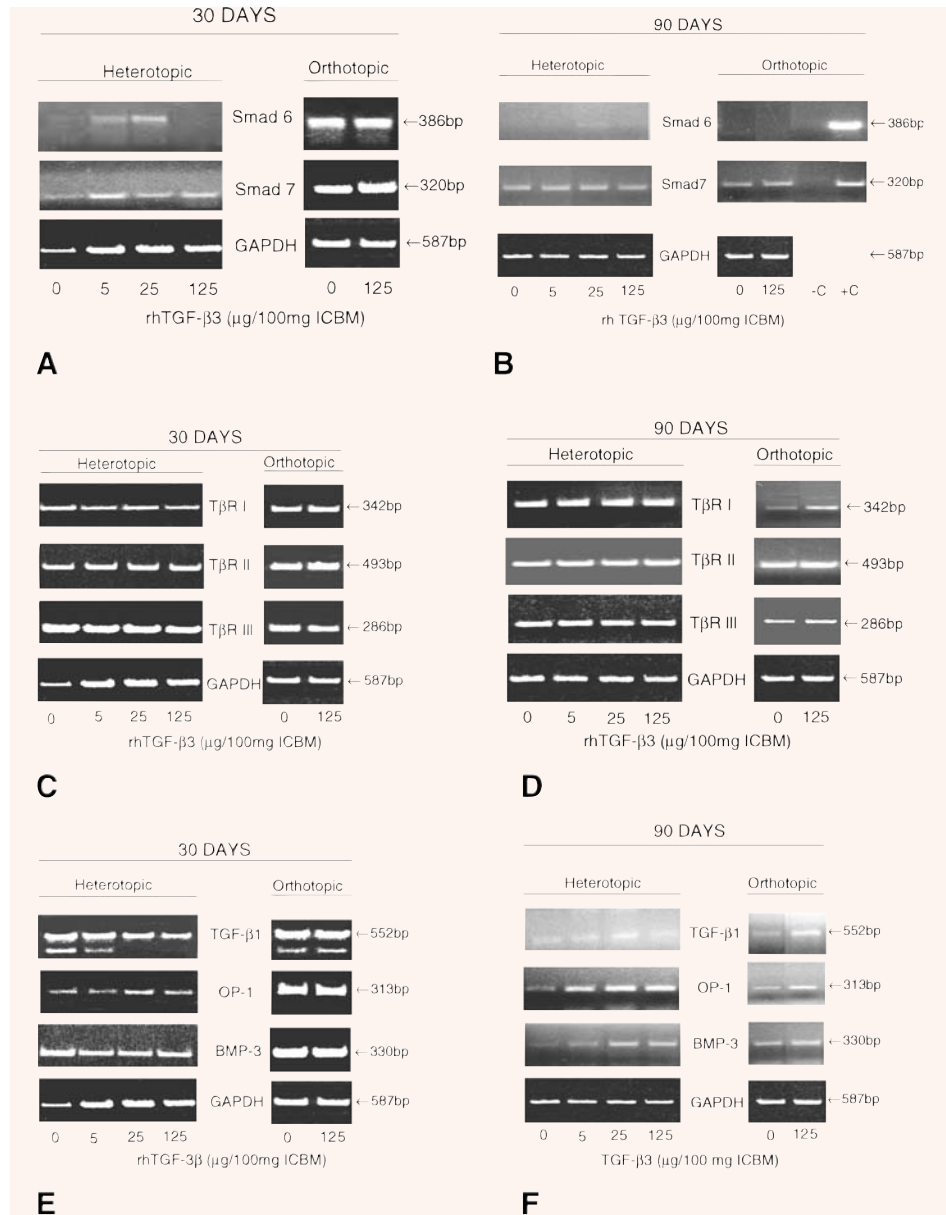 30 DAYS
Heterotopic Orthotopic
Smad 6 ←386bp
Smad 7 ←320bp
GAPDH ←587bp
0 5 25 125 0 125
rhTGF-β3 (µg/100mg ICBM)
A
90 DAYS
Heterotopic Orthotopic
Smad 6 ←386bp
Smad7 ←320bp
GAPDH ←587bp
0 5 25 125 0 125 -C +C
rh TGF-β3 (µg/100mg ICBM)
B
30 DAYS
Heterotopic Orthotopic
TβR I ←342bp
TβR II ←493bp
TβR III ←286bp
GAPDH ←587bp
0 5 25 125 0 125
rhTGF-β3 (µg/100mg ICBM)
C
90 DAYS
Heterotopic Orthotopic
TβR I ←342bp
TβR II ←493bp
TβR III ←286bp
GAPDH ←587bp
0 5 25 125 0 125
rhTGF-β3 (µg/100mg ICBM)
D
30 DAYS
Heterotopic Orthotopic
TGF-β1 ←552bp
OP-1 ←313bp
BMP-3 ←330bp
GAPDH ←587bp
0 5 25 125 0 125
rhTGF-3β (µg/100mg ICBM)
E
90 DAYS
Heterotopic Orthotopic
TGF-β1 ←552bp
OP-1 ←313bp
BMP-3 ←330bp
GAPDH ←587bp
0 5 25 125 0 125
TGF-β3 (µg/100 mg ICBM)
F